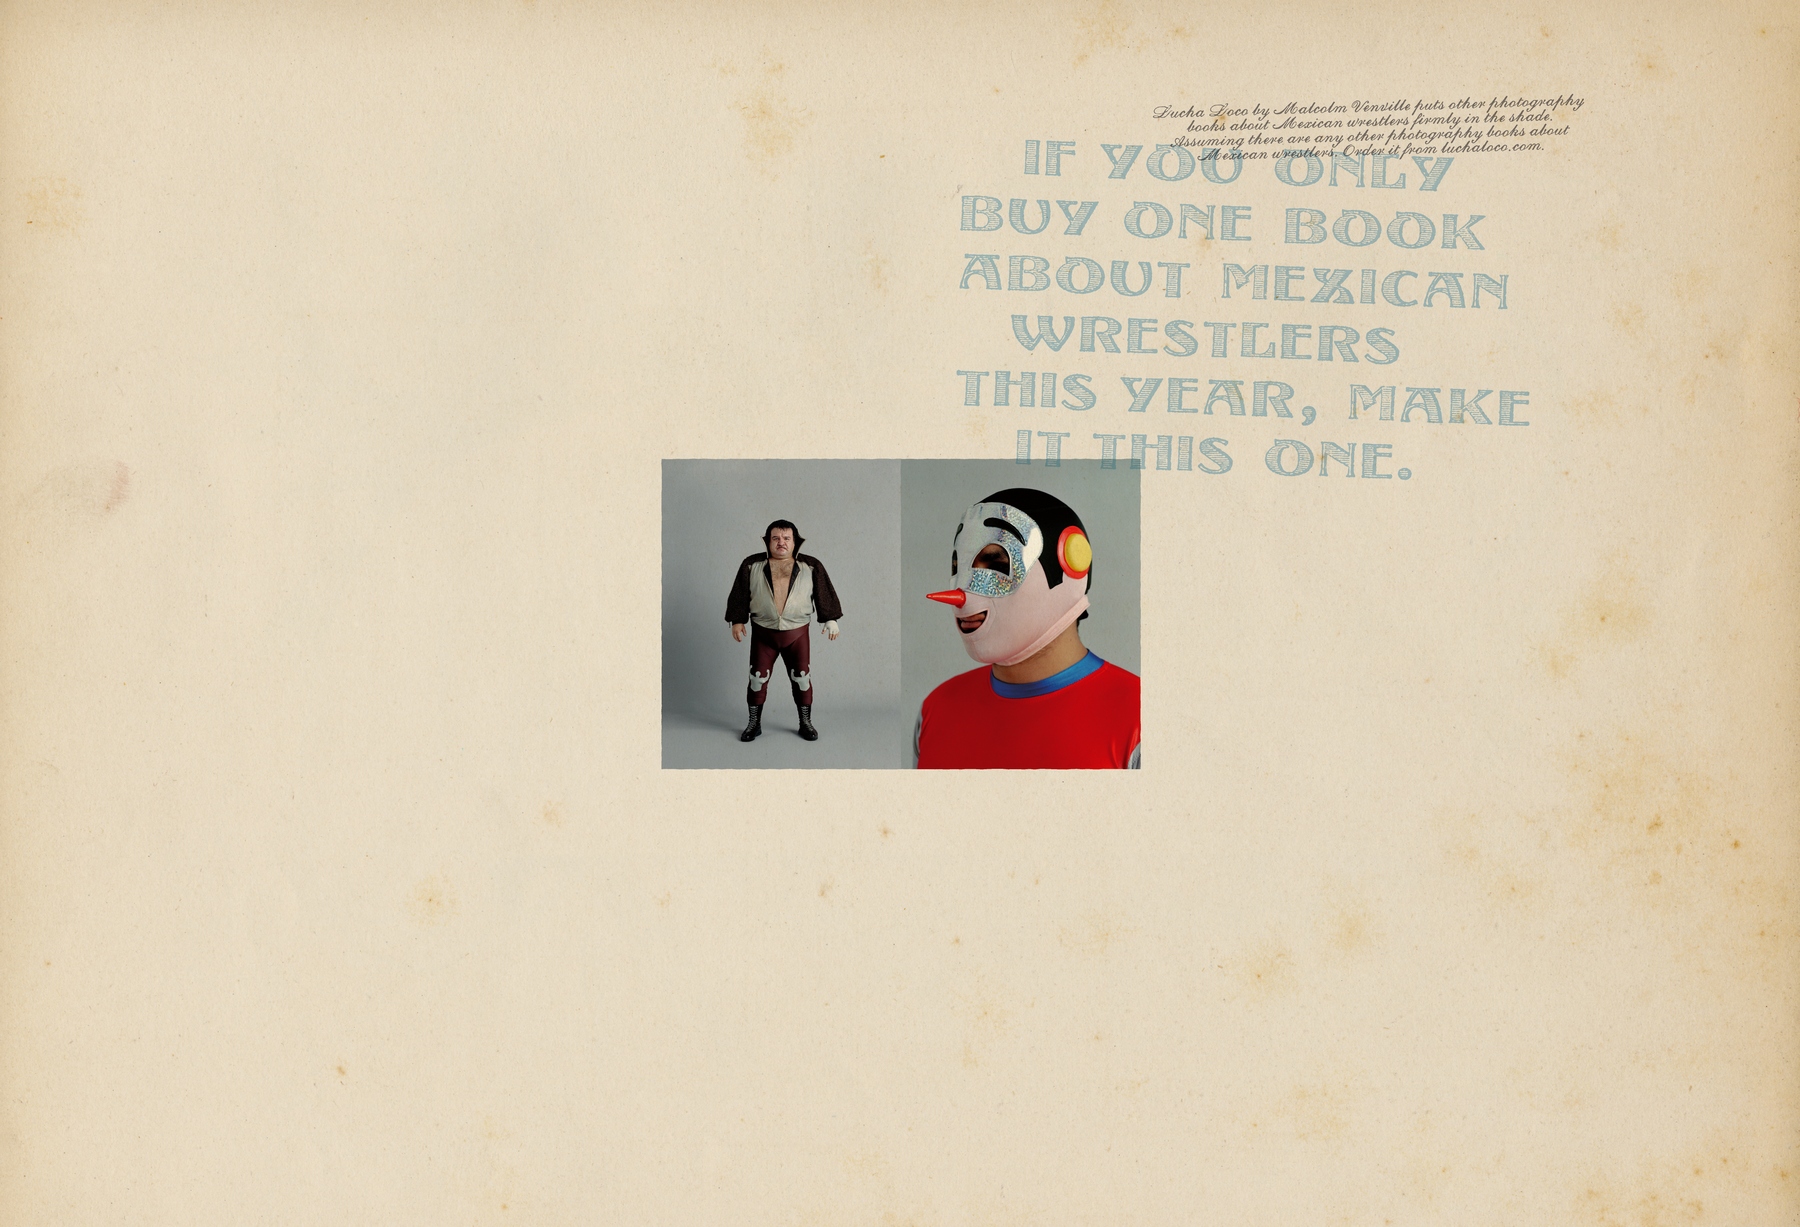 Lucha Loco by Malcolm Venville puts other photography
books about Mexican wrestlers firmly in the shade.
Assuming there are any other photography books about
Mexican wrestlers. Order it from luchaloco.com.
IF YOU ONLY
BUY ONE BOOK
ABOUT MEXICAN
WRESTLERS
THIS YEAR, MAKE
IT THIS ONE.